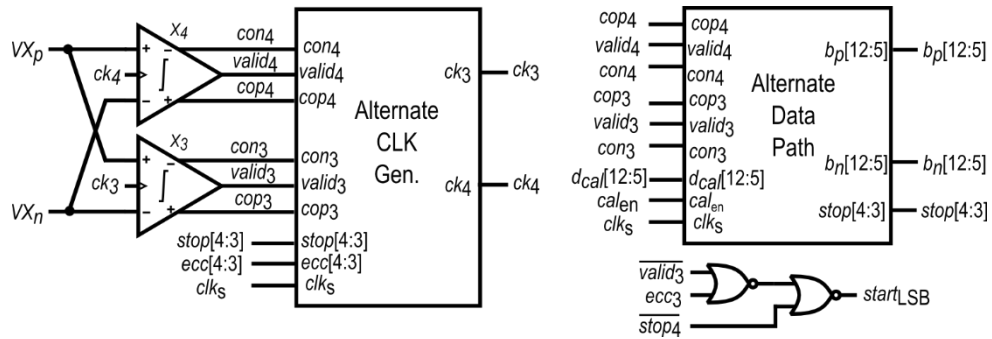 X4
con4
VXp
+
−
con4
valid4
valid4
ck4
cop4
cop4
−
+
ck3
ck3
Alternate
CLK
Gen.
X3
con3
+
−
con3
valid3
valid3
ck3
cop3
cop3
VXn
−
+
ck4
ck4
stop[4:3]
stop[4:3]
ecc[4:3]
ecc[4:3]
clks
clks
cop4
cop4
valid4
valid4
con4
con4
cop3
cop3
valid3
valid3
con3
con3
dcal[12:5]
dcal[12:5]
calen
calen
clks
clks
Alternate
Data
Path
bp[12:5]
bp[12:5]
bn[12:5]
bn[12:5]
stop[4:3]
stop[4:3]
valid3
ecc3
stop4
startLSB